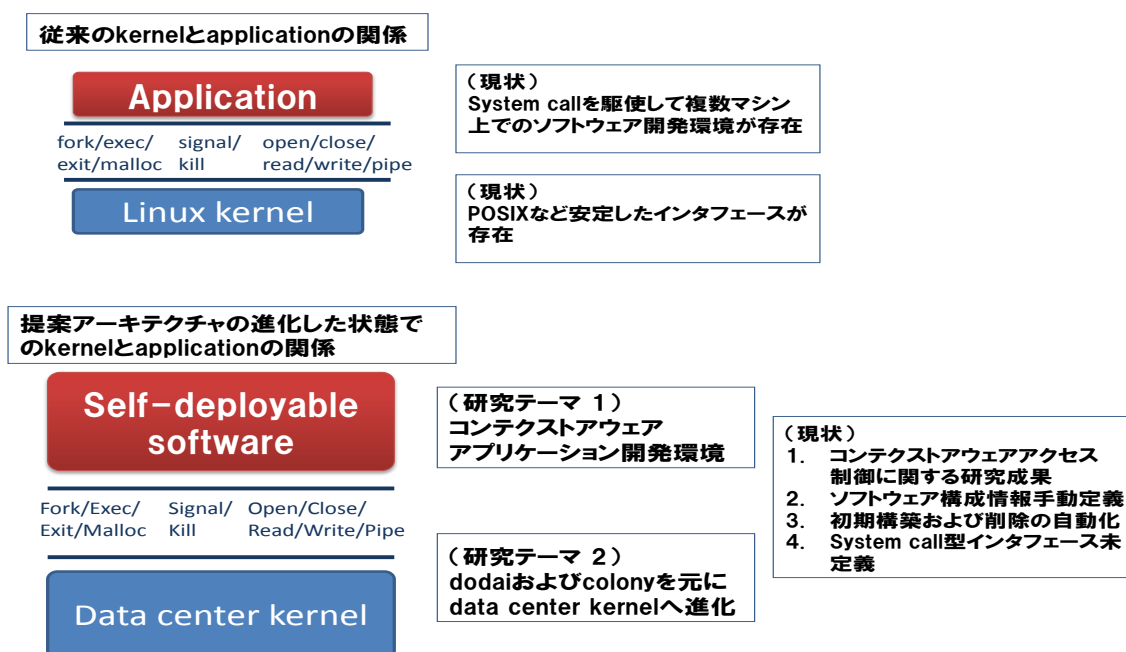 従来のkernelとapplicationの関係
Application
fork/exec/ signal/ open/close/
exit/malloc kill read/write/pipe
Linux kernel
（現状）
System callを駆使して複数マシン
上でのソフトウェア開発環境が存在
（現状）
POSIXなど安定したインタフェースが
存在
提案アーキテクチャの進化した状態で
のkernelとapplicationの関係
Self-deployable
software
Fork/Exec/ Signal/ Open/Close/
Exit/Malloc Kill Read/Write/Pipe
Data center kernel
（研究テーマ 1）
コンテクストアウェア
アプリケーション開発環境
（研究テーマ 2）
dodaiおよびcolonyを元に
data center kernelへ進化
（現状）
1. コンテクストアウェアアクセス
制御に関する研究成果
2. ソフトウェア構成情報手動定義
3. 初期構築および削除の自動化
4. System call型インタフェース未
定義